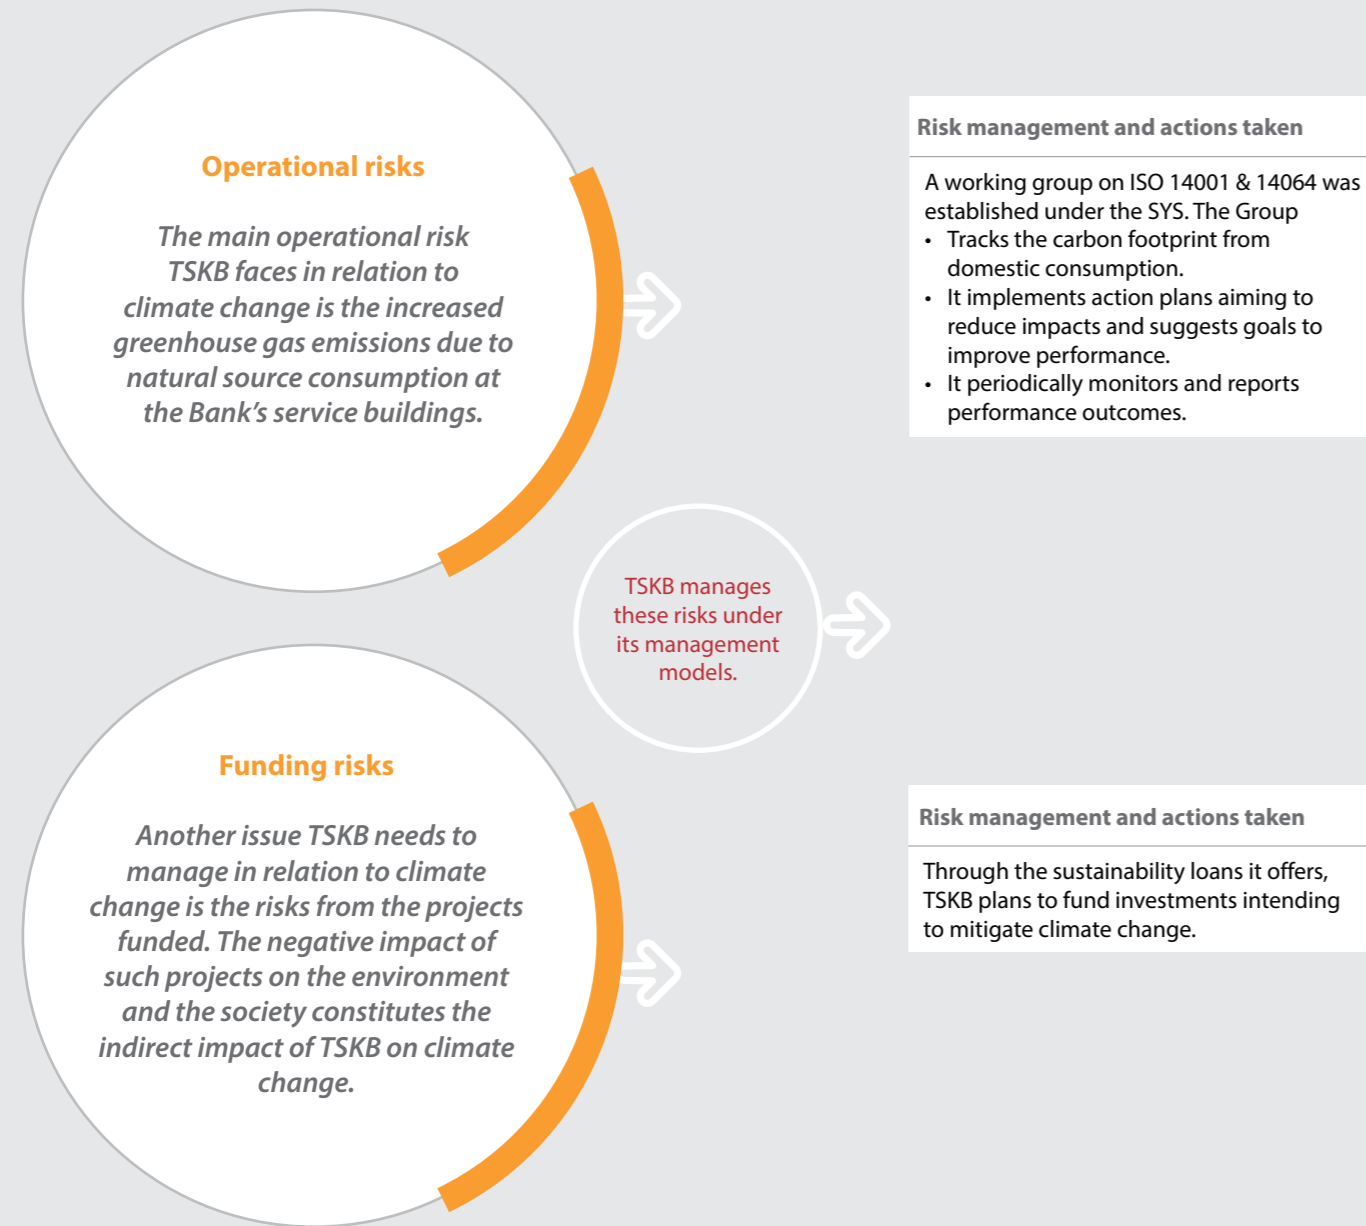 Operational risks
The main operational risk
TSKB faces in relation to
climate change is the increased
greenhouse gas emissions due to
natural source consumption at
the Bank's service buildings.
Risk management and actions taken
A working group on ISO 14001 & 14064 was
established under the SYS. The Group
• Tracks the carbon footprint from
domestic consumption.
• It implements action plans aiming to
reduce impacts and suggests goals to
improve performance.
• It periodically monitors and reports
performance outcomes.
TSKB manages
these risks under
its management
models.
Funding risks
Another issue TSKB needs to
manage in relation to climate
change is the risks from the projects
funded. The negative impact of
such projects on the environment
and the society constitutes the
indirect impact of TSKB on climate
change.
Risk management and actions taken
Through the sustainability loans it offers,
TSKB plans to fund investments intending
to mitigate climate change.